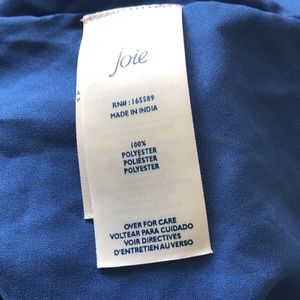 joie
RN#: 165589
MADE IN INDIA
100%
POLYESTER
POLIÉSTER
POLYESTER
OVER FOR CARE
VOLTEAR PARA CUIDADO
VOIR DIRECTIVES
D'ENTRETIEN AU VERSO